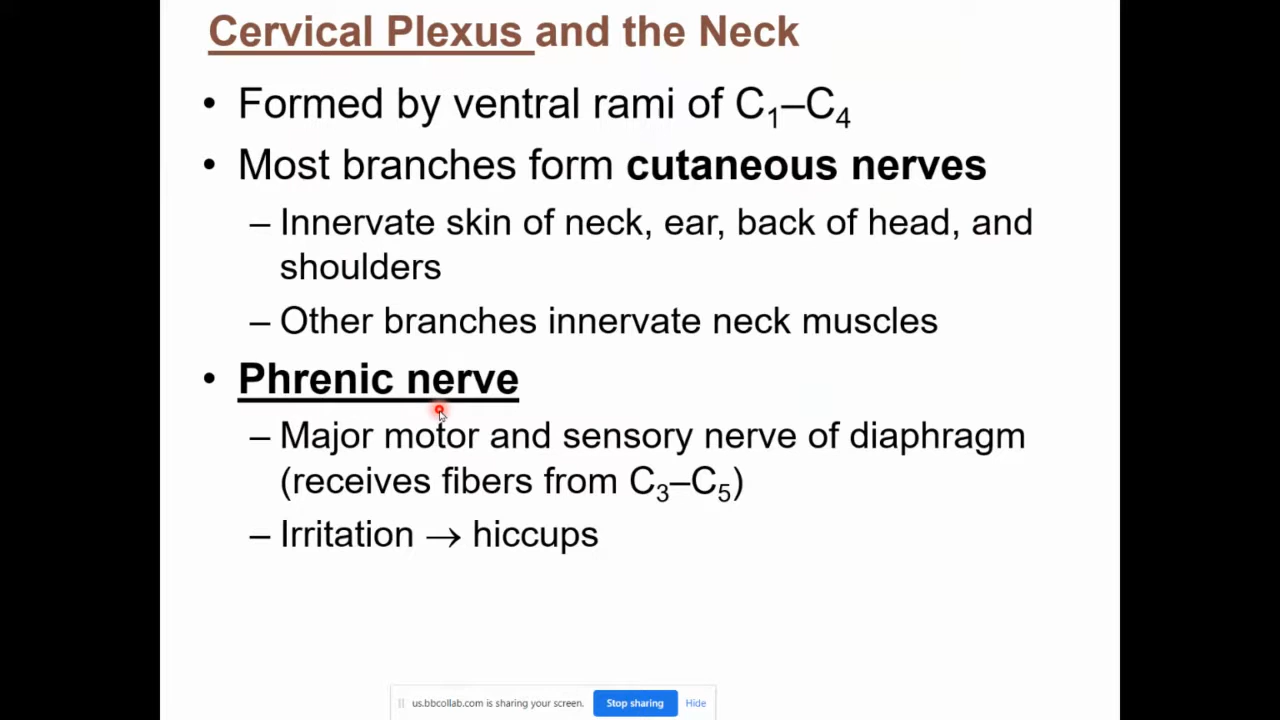 Cervical Plexus and the Neck
• Formed by ventral rami of C₁–C₄
• Most branches form cutaneous nerves
– Innervate skin of neck, ear, back of head, and
shoulders
– Other branches innervate neck muscles
• Phrenic nerve
– Major motor and sensory nerve of diaphragm
(receives fibers from C₃–C₅)
– Irritation → hiccups
us.bbcollab.com is sharing your screen. Stop sharing Hide